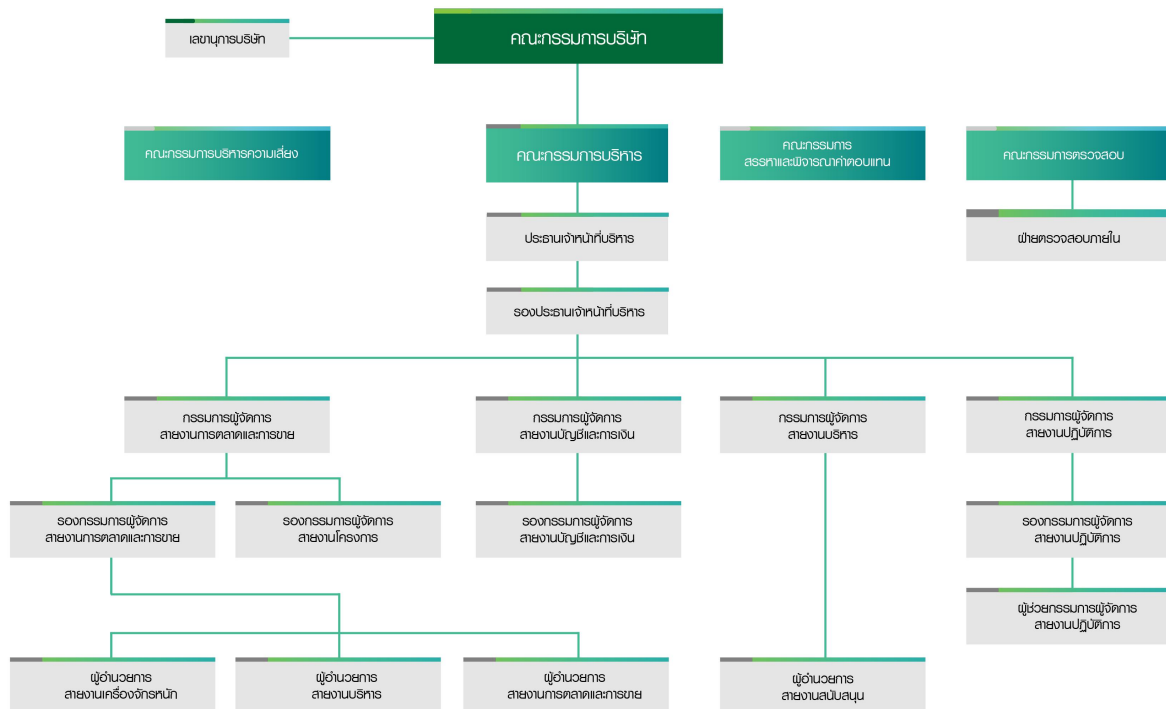 เลขานุการบริษัท
คณะกรรมการบริษัท
คณะกรรมการบริหารความเสี่ยง
คณะกรรมการบริหาร
คณะกรรมการ
สรรหาและพิจารณาค่าตอบแทน
คณะกรรมการตรวจสอบ
ประธานเจ้าหน้าที่บริหาร
ฝ่ายตรวจสอบภายใน
รองประธานเจ้าหน้าที่บริหาร
กรรมการผู้จัดการ
สายงานการตลาดและการขาย
กรรมการผู้จัดการ
สายงานบัญชีและการเงิน
กรรมการผู้จัดการ
สายงานบริหาร
กรรมการผู้จัดการ
สายงานปฏิบัติการ
รองกรรมการผู้จัดการ
สายงานการตลาดและการขาย
รองกรรมการผู้จัดการ
สายงานโครงการ
รองกรรมการผู้จัดการ
สายงานบัญชีและการเงิน
รองกรรมการผู้จัดการ
สายงานปฏิบัติการ
ผู้ช่วยกรรมการผู้จัดการ
สายงานปฏิบัติการ
ผู้อำนวยการ
สายงานเครื่องจักรหนัก
ผู้อำนวยการ
สายงานบริหาร
ผู้อำนวยการ
สายงานการตลาดและการขาย
ผู้อำนวยการ
สายงานสนับสนุน